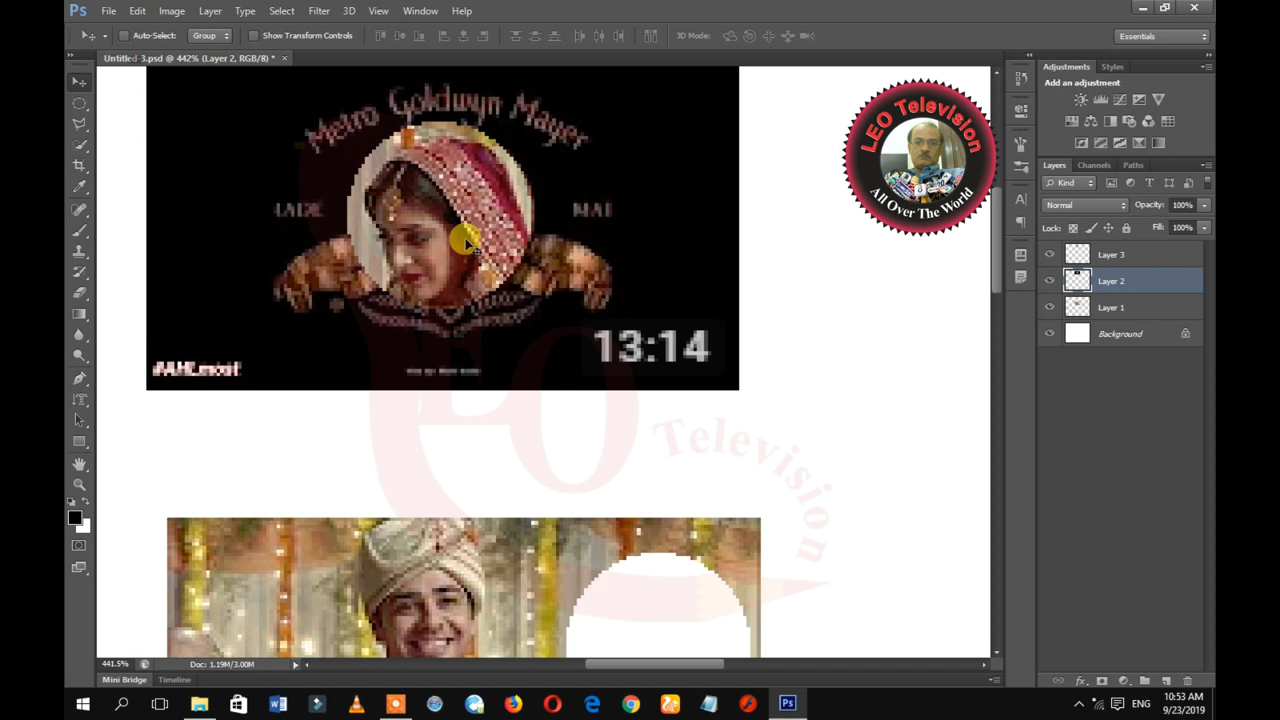 Ps File Edit Image Layer Type Select Filter 3D View Window Help
Auto-Select: Group Show Transform Controls 3D Mode: Essentials
Untitled-3.psd @ 442% (Layer 2, RGB/8) *
Metro Goldwyn Mayer
13:14
LEO Television
All Over The World
LEO
Television
Adjustments Styles
Add an adjustment
Layers Channels Paths
Kind
Normal Opacity: 100%
Lock: Fill: 100%
Layer 3
Layer 2
Layer 1
Background
441.5% Doc: 1.19M/3.00M
Mini Bridge Timeline
ENG
10:53 AM
9/23/2019